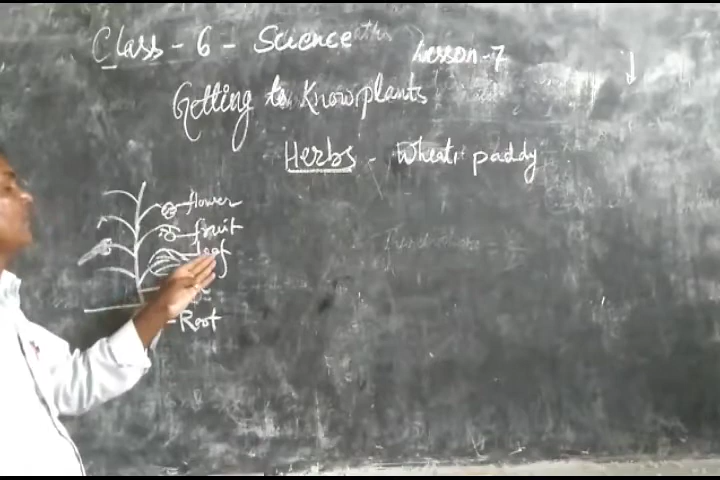 Class - 6 - Science
Lesson-7
Getting to Know plants
Herbs - Wheat, paddy
flower
fruit
leaf
Root